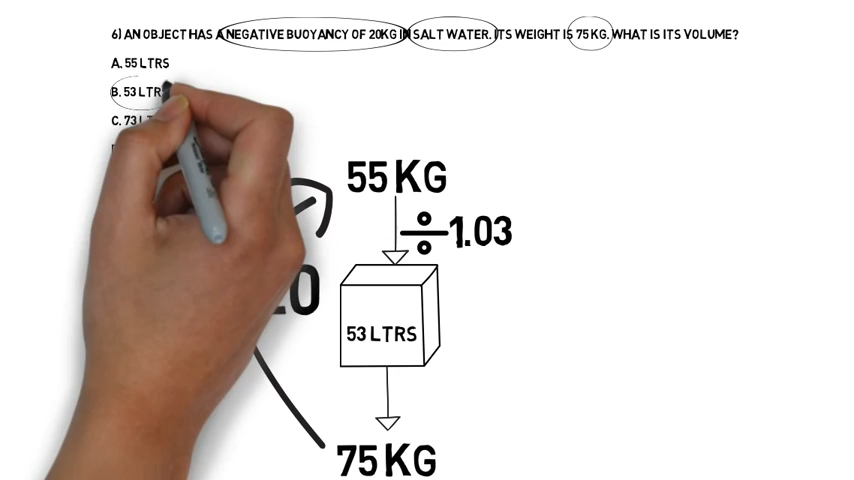 6) AN OBJECT HAS A NEGATIVE BUOYANCY OF 20KG IN SALT WATER. ITS WEIGHT IS 75 KG. WHAT IS ITS VOLUME?
A. 55 LTRS
B. 53 LTR
C. 73 L
55 KG
÷ 1.03
53 LTRS
75 KG